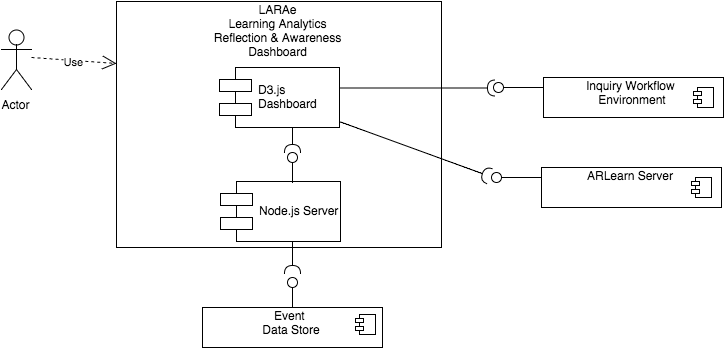 LARAe
Learning Analytics
Reflection & Awareness
Dashboard
Use
Actor
D3.js
Dashboard
Inquiry Workflow
Environment
ARLearn Server
Node.js Server
Event
Data Store